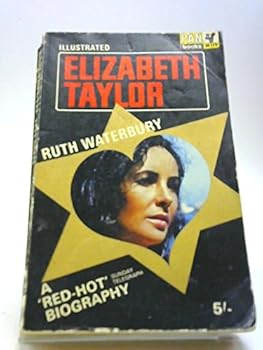 ILLUSTRATED
PAN
books
ELIZABETH
TAYLOR
RUTH WATERBURY
A
'RED-HOT'
SUNDAY
TELEGRAPH
BIOGRAPHY
5/-